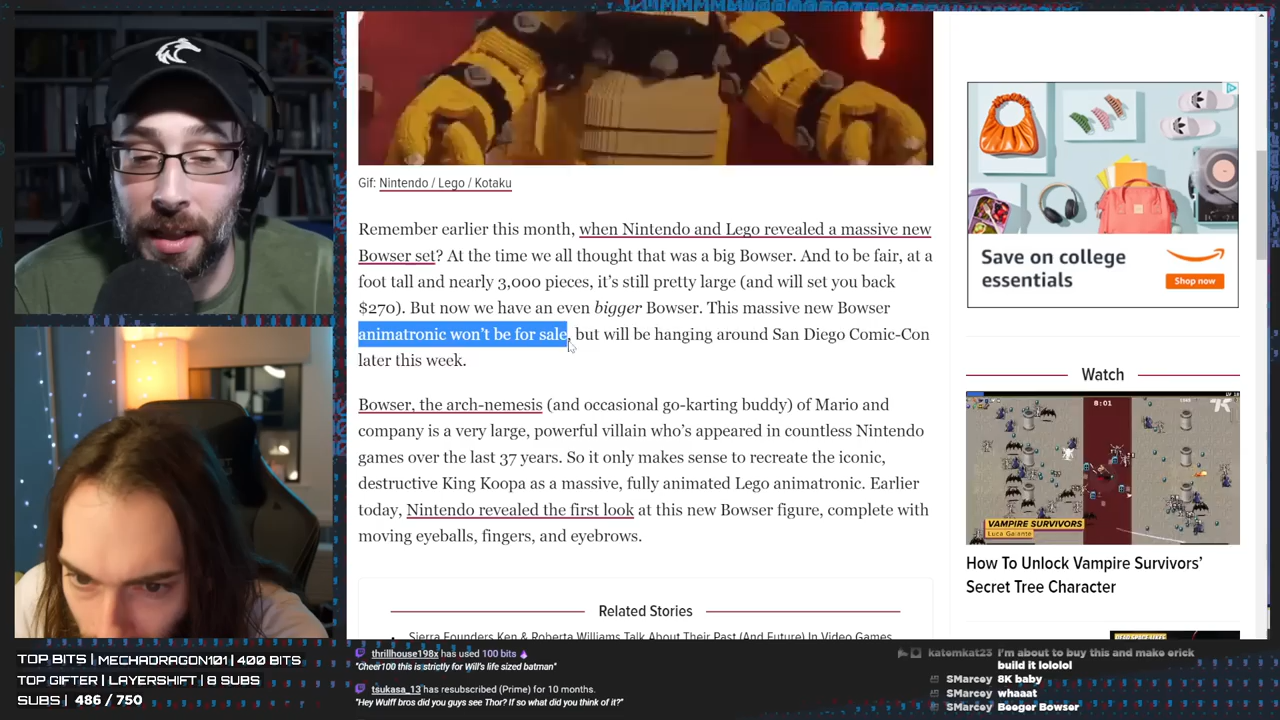 Gif: Nintendo / Lego / Kotaku
Remember earlier this month, when Nintendo and Lego revealed a massive new
Bowser set? At the time we all thought that was a big Bowser. And to be fair, at a
foot tall and nearly 3,000 pieces, it's still pretty large (and will set you back
$270). But now we have an even bigger Bowser. This massive new Bowser
animatronic won't be for sale, but will be hanging around San Diego Comic-Con
later this week.
Bowser, the arch-nemesis (and occasional go-karting buddy) of Mario and
company is a very large, powerful villain who's appeared in countless Nintendo
games over the last 37 years. So it only makes sense to recreate the iconic,
destructive King Koopa as a massive, fully animated Lego animatronic. Earlier
today, Nintendo revealed the first look at this new Bowser figure, complete with
moving eyeballs, fingers, and eyebrows.
Related Stories
Sierra Founders Ken & Roberta Williams Talk About Their Past (And Future) In Video Games
Save on college
essentials
Shop now
Watch
8:01
VAMPIRE SURVIVORS
Luca Galante
How To Unlock Vampire Survivors'
Secret Tree Character
TOP BITS | MECHADRAGON101 | 400 BITS
TOP GIFTER | LAYERSHIFT | 8 SUBS
SUBS | 486 / 750
thrillhouse198x has used 100 bits
"Cheer100 this is strictly for Will's life sized batman"
tsukasa_13 has resubscribed (Prime) for 10 months.
"Hey Wulff bros did you guys see Thor? If so what did you think of it?"
katemkat23 I'm about to buy this and make erick
build it lololol
SMarcey 8K baby
SMarcey whaaat
SMarcey Beeger Bowser